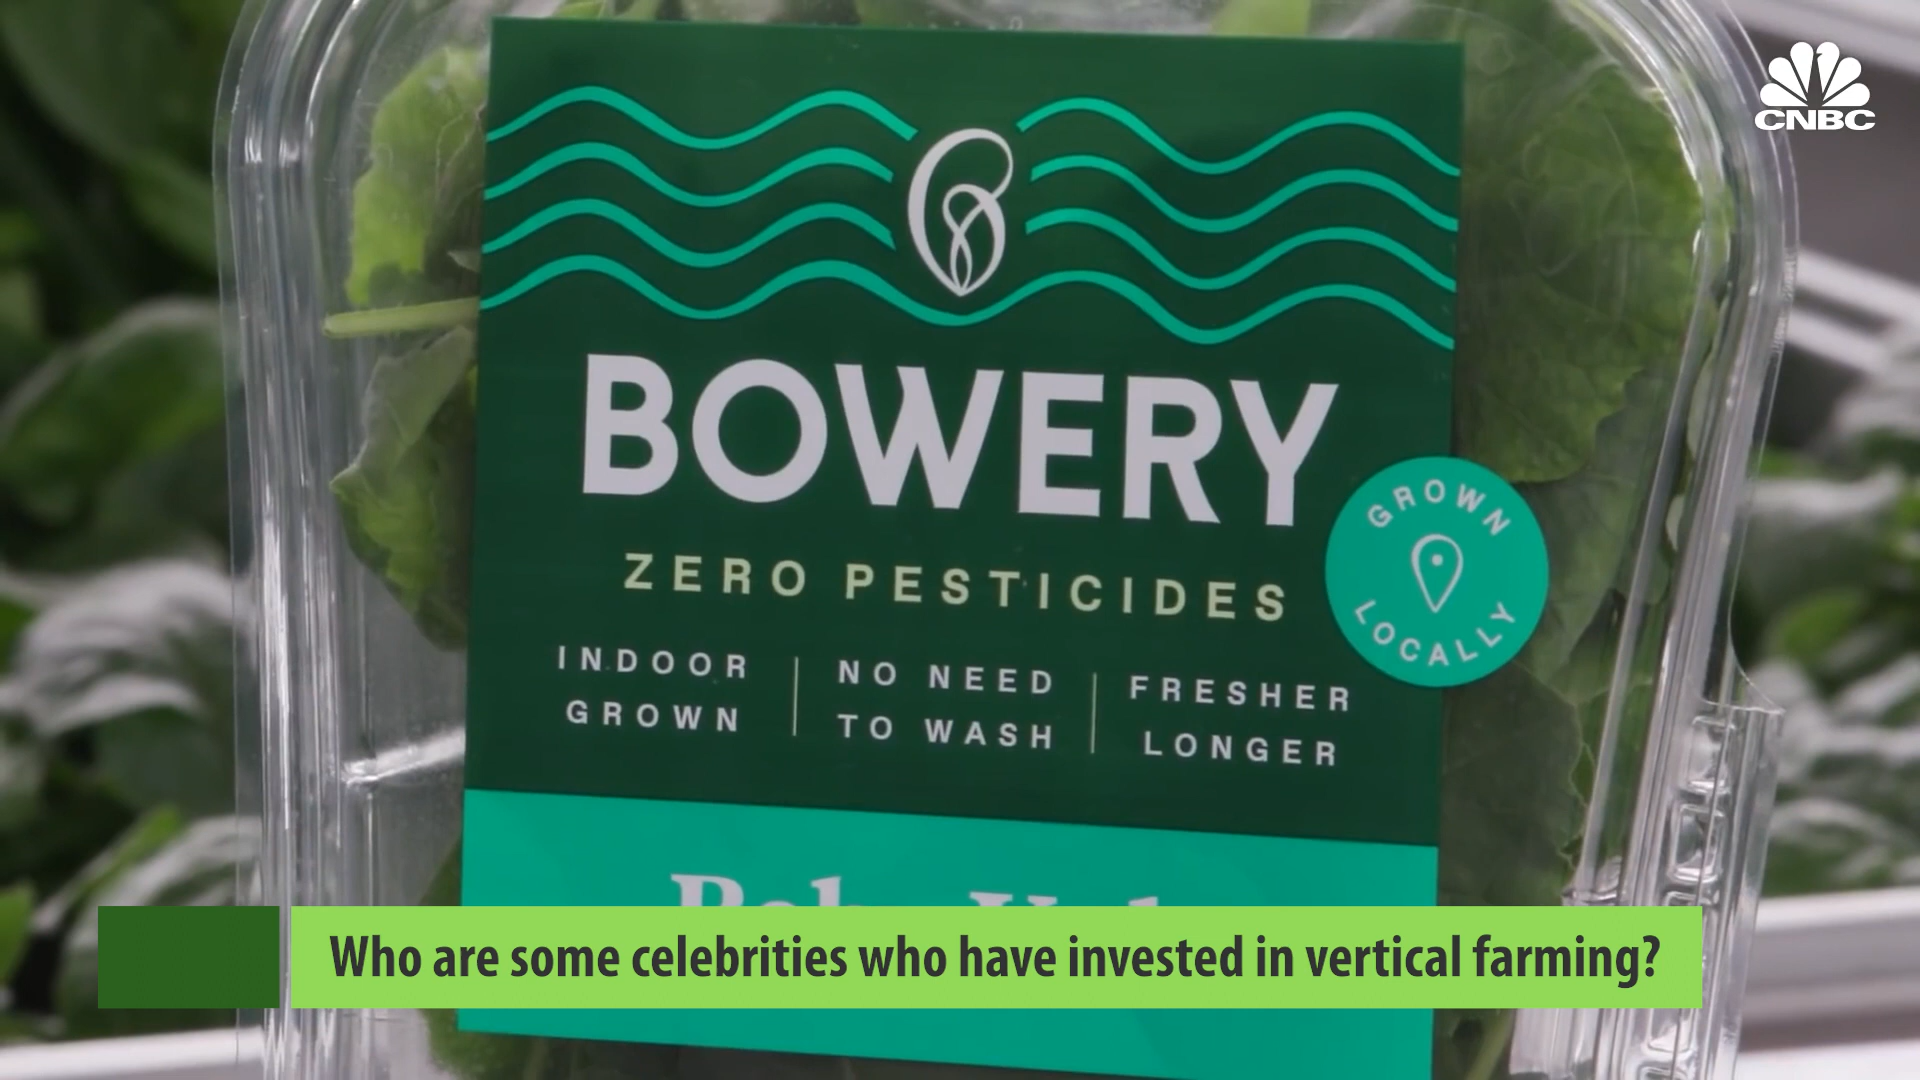 CNBC
BOWERY
ZERO PESTICIDES
GROWN
LOCALLY
INDOOR
GROWN
NO NEED
TO WASH
FRESHER
LONGER
Who are some celebrities who have invested in vertical farming?